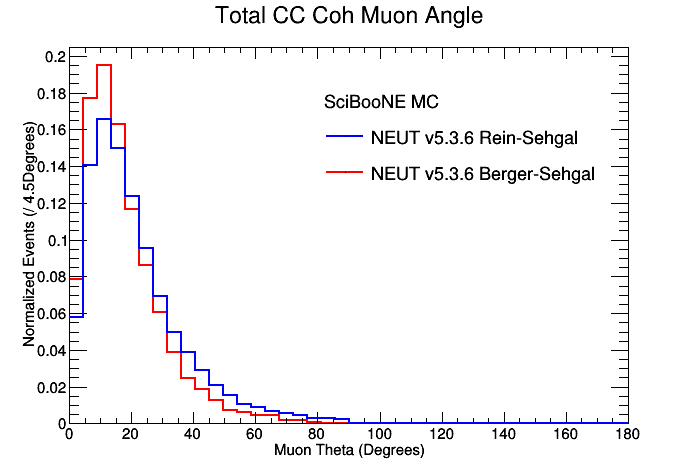 Total CC Coh Muon Angle
Normalized Events (/ 4.5Degrees)
0.2
0.18
0.16
0.14
0.12
0.1
0.08
0.06
0.04
0.02
0
SciBooNE MC
NEUT v5.3.6 Rein-Sehgal
NEUT v5.3.6 Berger-Sehgal
0 20 40 60 80 100 120 140 160 180
Muon Theta (Degrees)